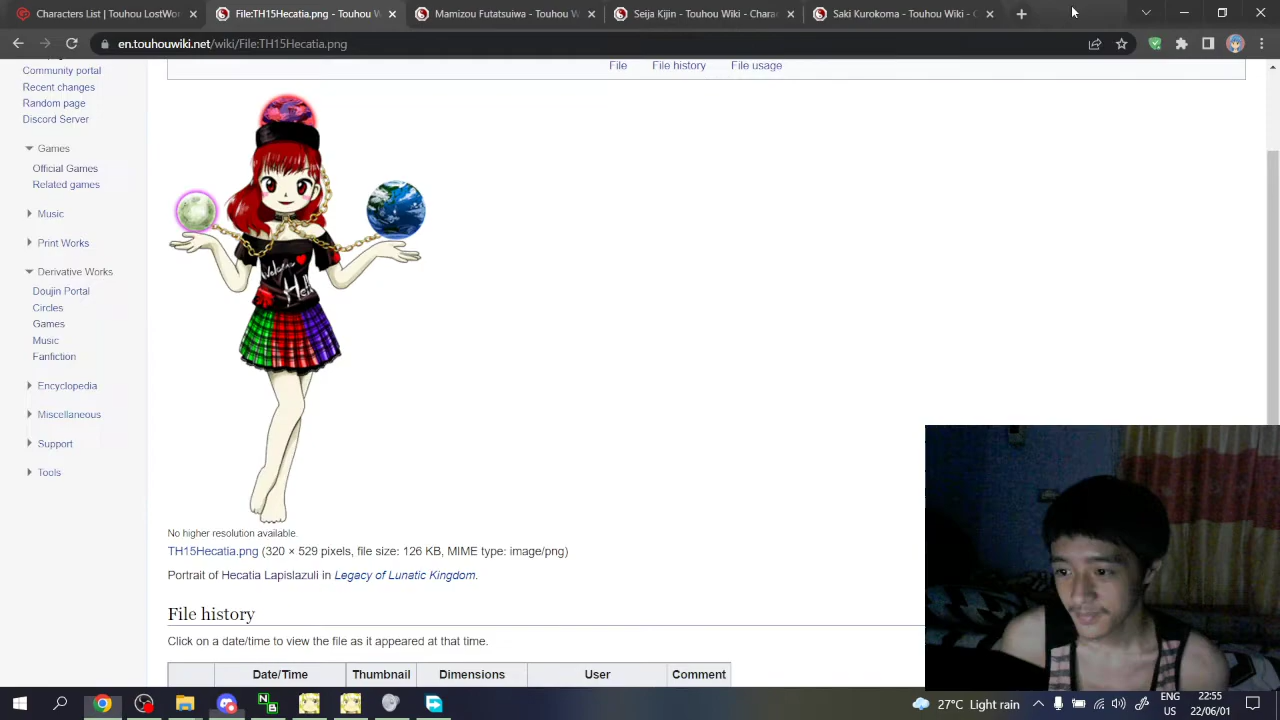 Characters List | Touhou LostWor
File:TH15Hecatia.png - Touhou W
Mamizou Futatsuiwa - Touhou W
Seija Kijin - Touhou Wiki - Chara
Saki Kurokoma - Touhou Wiki - C
en.touhouwiki.net/wiki/File:TH15Hecatia.png
Community portal
Recent changes
Random page
Discord Server
Games
Official Games
Related games
Music
Print Works
Derivative Works
Doujin Portal
Circles
Games
Music
Fanfiction
Encyclopedia
Miscellaneous
Support
Tools
File File history File usage
Welcome
Hell
No higher resolution available.
TH15Hecatia.png (320 × 529 pixels, file size: 126 KB, MIME type: image/png)
Portrait of Hecatia Lapislazuli in Legacy of Lunatic Kingdom.
File history
Click on a date/time to view the file as it appeared at that time.
Date/Time Thumbnail Dimensions User Comment
27°C Light rain
ENG
US
22:55
22/06/01